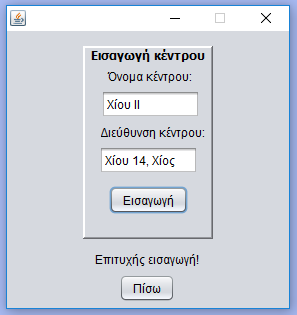 Εισαγωγή κέντρου
Όνομα κέντρου:
Χίου ΙΙ
Διεύθυνση κέντρου:
Χίου 14, Χίος
Εισαγωγή
Επιτυχής εισαγωγή!
Πίσω